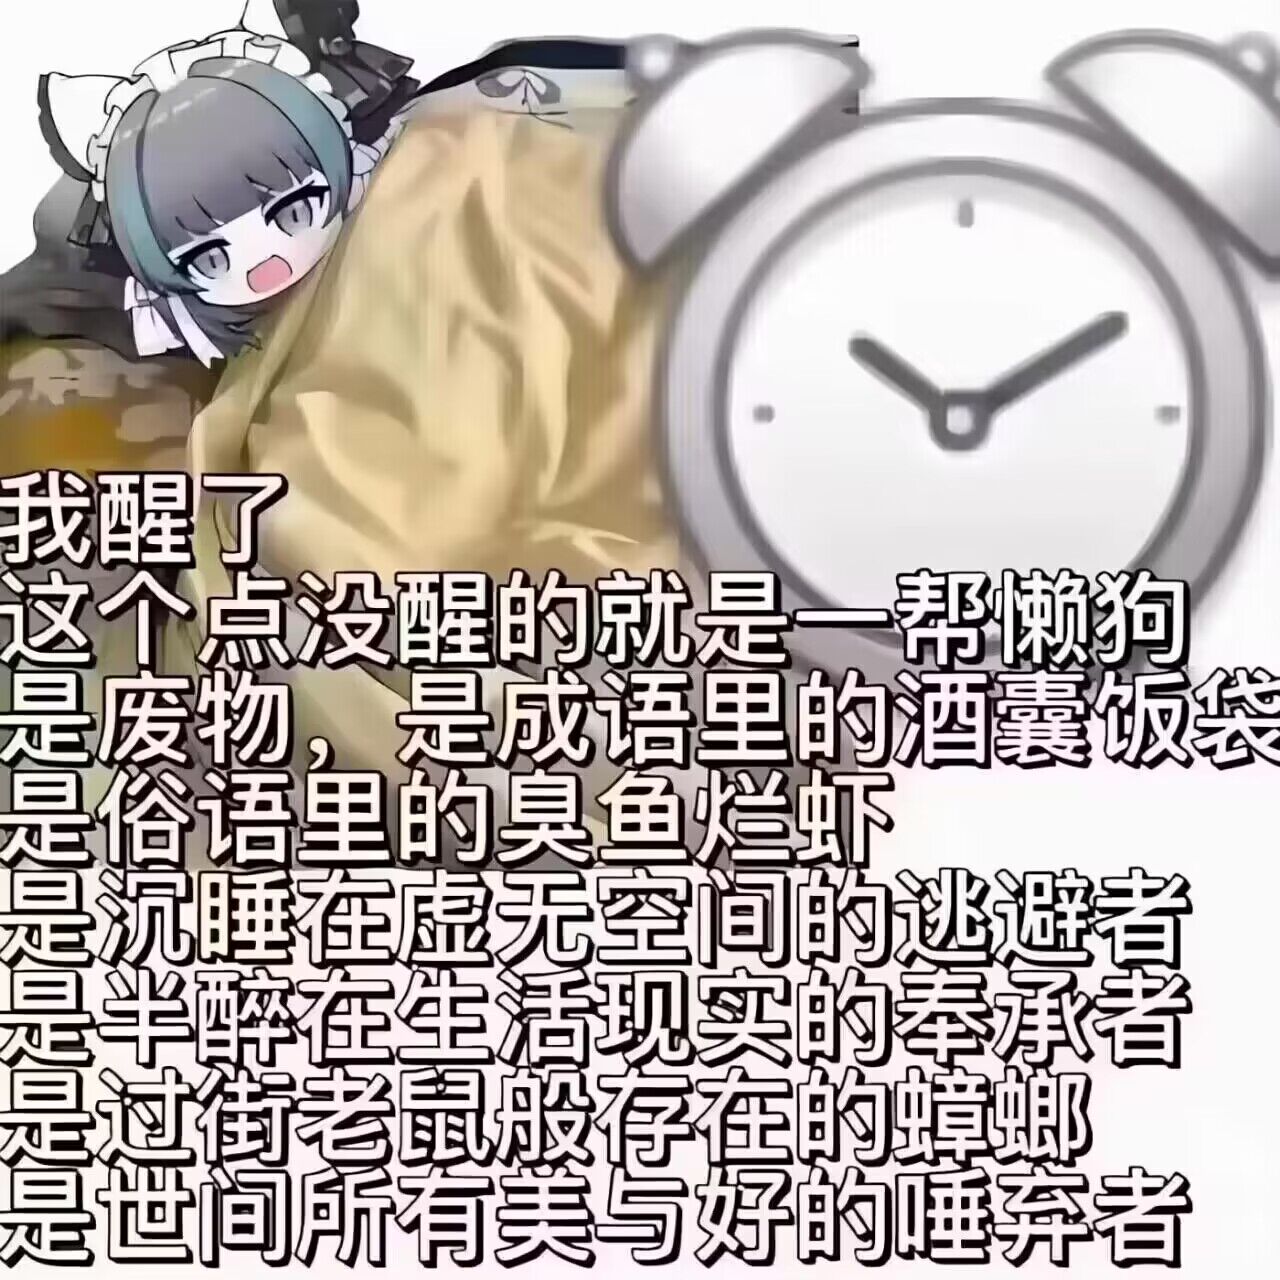 我醒了
这个点没醒的就是一帮懒狗
是废物，是成语里的酒囊饭袋
是俗语里的臭鱼烂虾
是沉睡在虚无空间的逃避者
是半醉在生活现实的奉承者
是过街老鼠般存在的蟑螂
是世间所有美与好的唾弃者